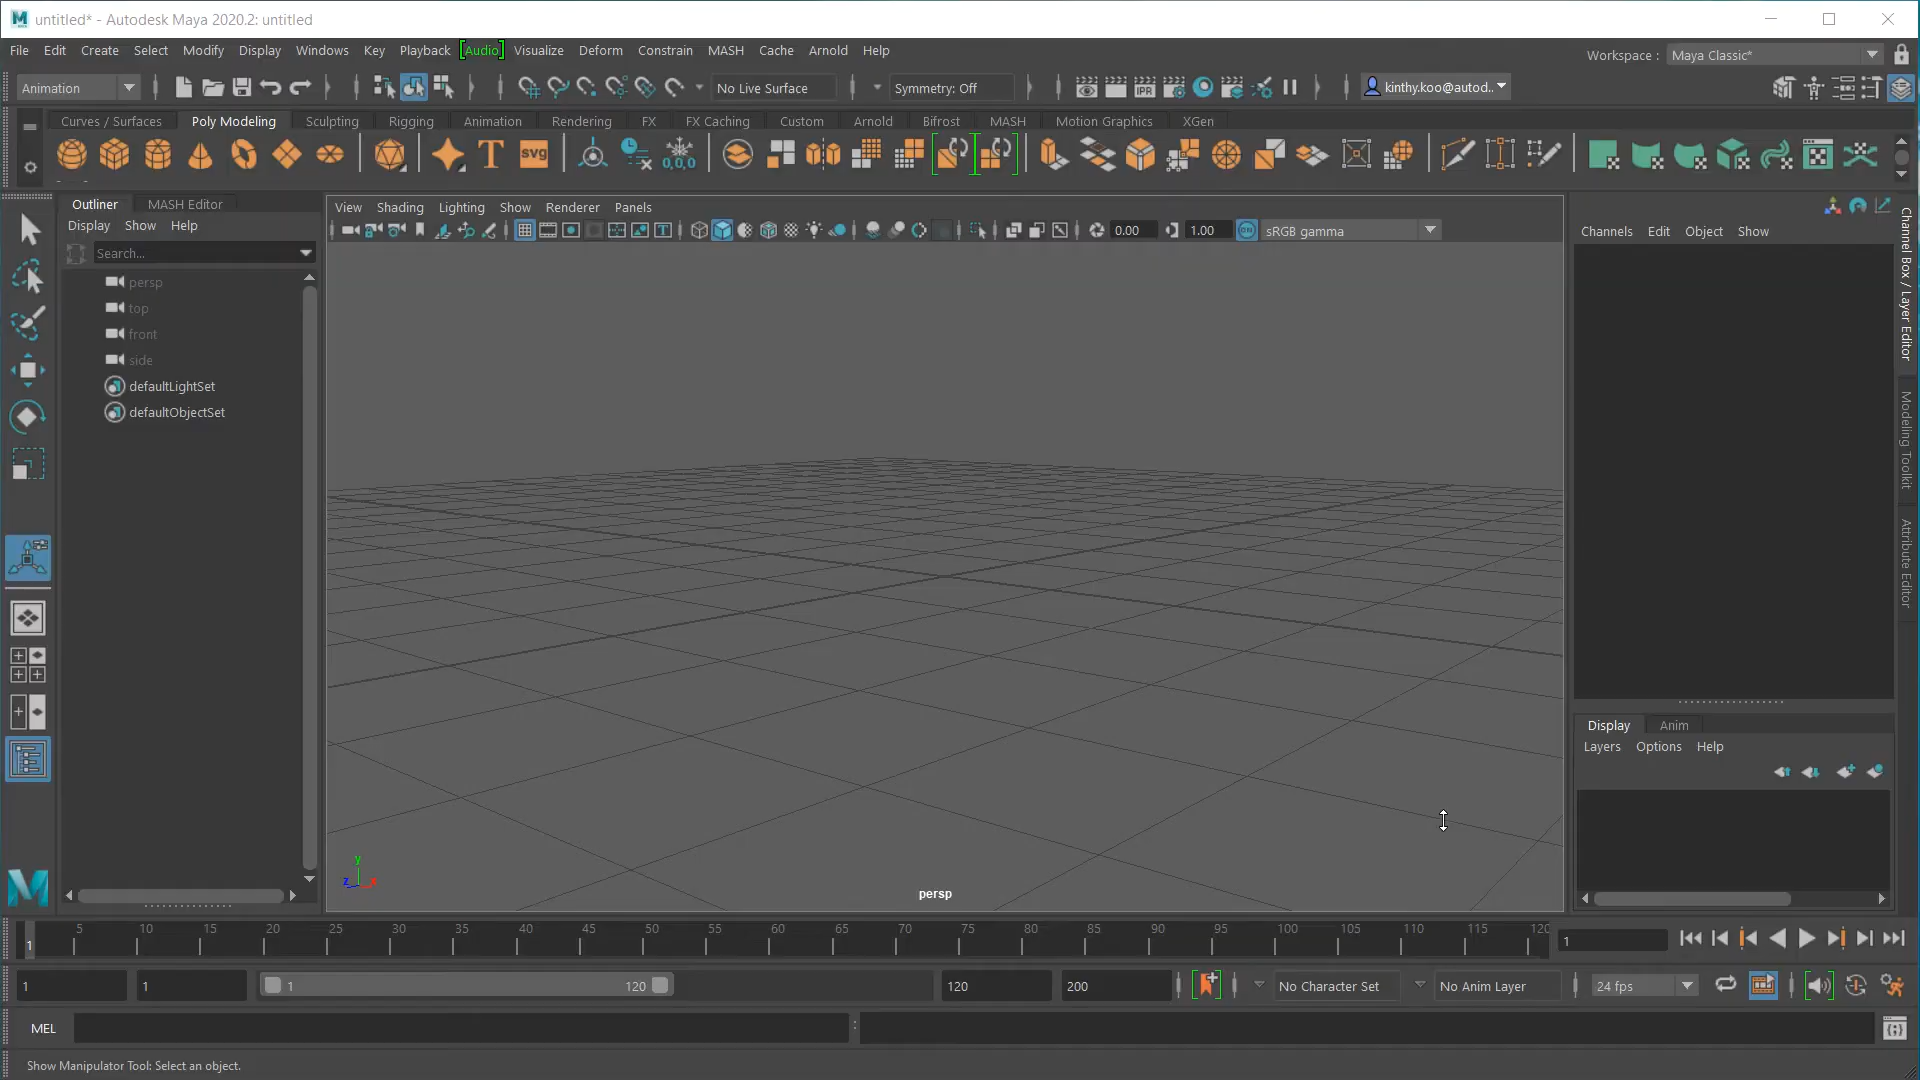 untitled* - Autodesk Maya 2020.2: untitled
File Edit Create Select Modify Display Windows Key Playback [Audio] Visualize Deform Constrain MASH Cache Arnold Help
Workspace : Maya Classic*
Animation No Live Surface Symmetry: Off IPR kinthy.koo@autod..
Curves / Surfaces Poly Modeling Sculpting Rigging Animation Rendering FX FX Caching Custom Arnold Bifrost MASH Motion Graphics XGen
T svg 0,0,0
Outliner MASH Editor
Display Show Help
Search...
persp
top
front
side
defaultLightSet
defaultObjectSet
View Shading Lighting Show Renderer Panels
0.00 1.00 ON sRGB gamma
y
z x
persp
Channels Edit Object Show
Channel Box / Layer Editor
Modeling Toolkit
Attribute Editor
Display Anim
Layers Options Help
M
1 5 10 15 20 25 30 35 40 45 50 55 60 65 70 75 80 85 90 95 100 105 110 115 120
1
1 1 1 120 120 200 No Character Set No Anim Layer 24 fps
MEL :
Show Manipulator Tool: Select an object.